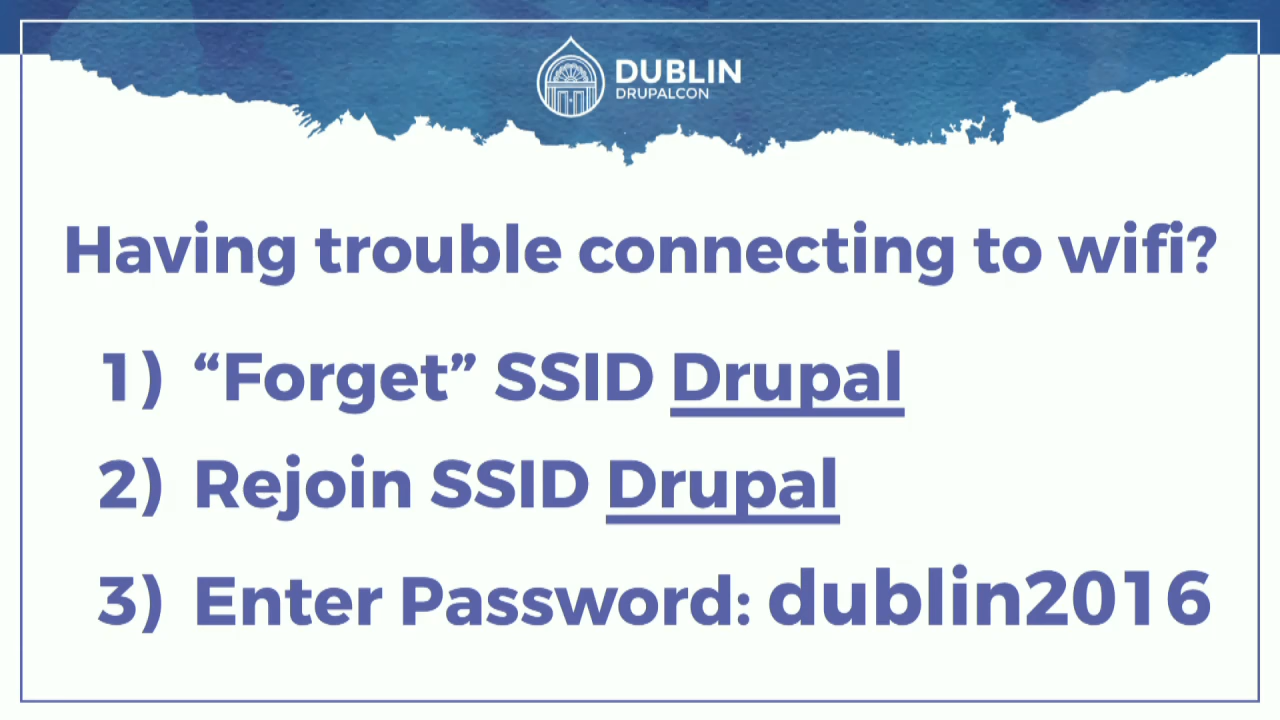 DUBLIN
DRUPALCON
Having trouble connecting to wifi?
1) “Forget” SSID Drupal
2) Rejoin SSID Drupal
3) Enter Password: dublin2016